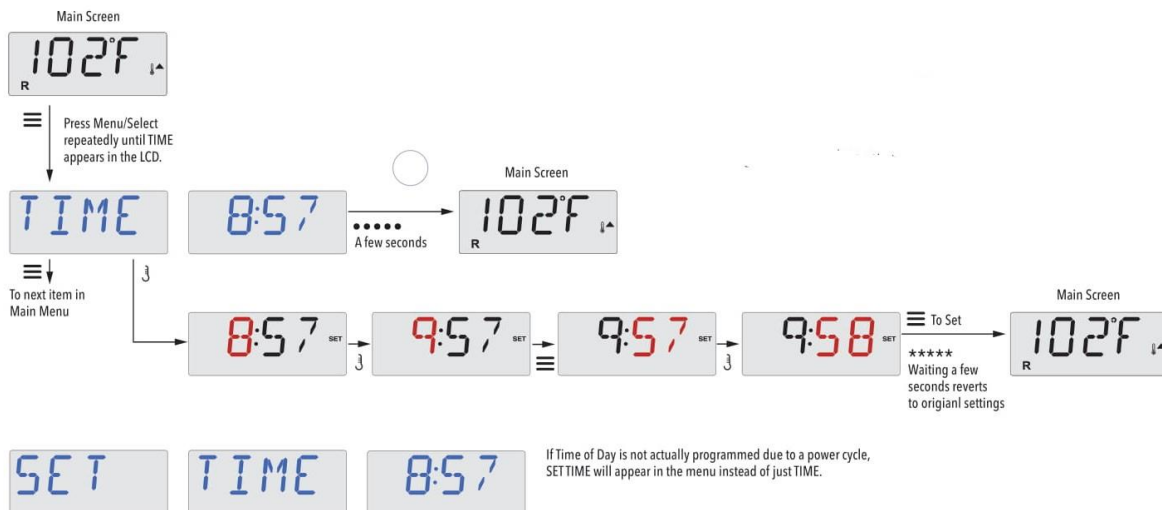 Main Screen
102°F
R
Press Menu/Select
repeatedly until TIME
appears in the LCD.
TIME
8:57
A few seconds
Main Screen
102°F
R
To next item in
Main Menu
8:57 SET
9:57 SET
9:57 SET
9:58 SET
To Set
*****
Waiting a few
seconds reverts
to origianl settings
Main Screen
102°F
R
SET
TIME
8:57
If Time of Day is not actually programmed due to a power cycle,
SET TIME will appear in the menu instead of just TIME.